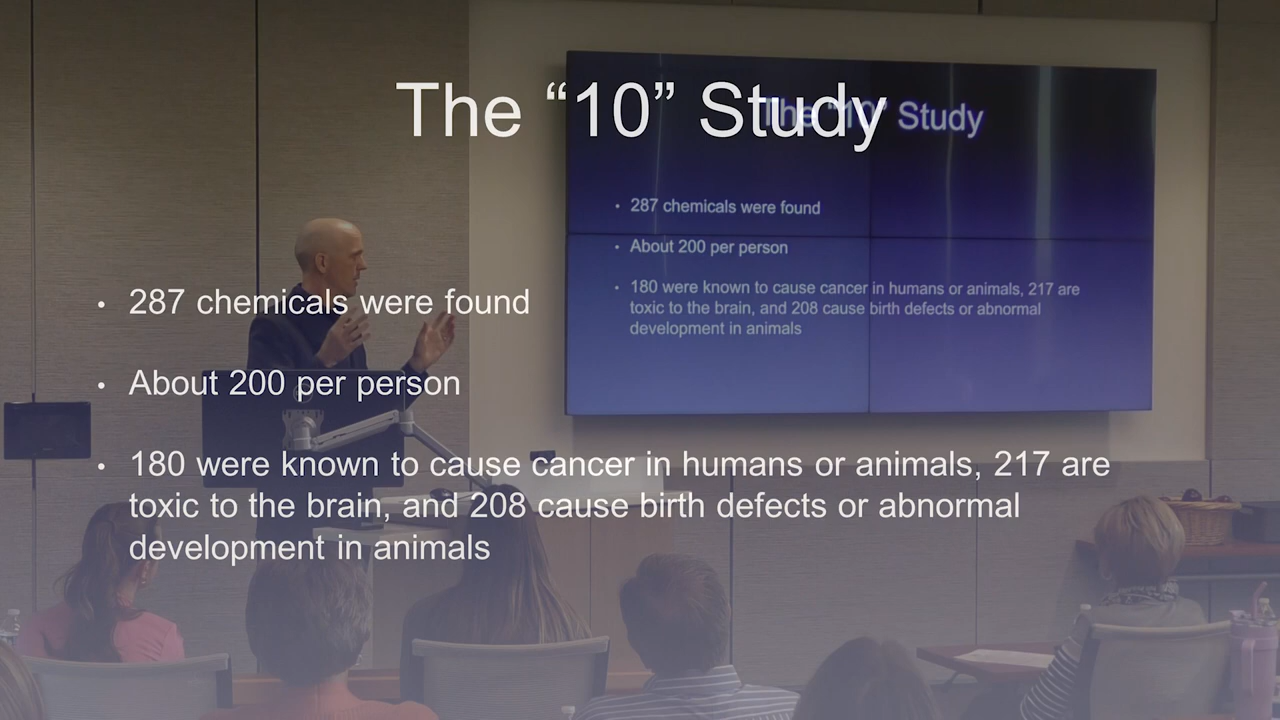 The “10” Study
• 287 chemicals were found
• About 200 per person
• 180 were known to cause cancer in humans or animals, 217 are
toxic to the brain, and 208 cause birth defects or abnormal
development in animals
The “10” Study
• 287 chemicals were found
• About 200 per person
• 180 were known to cause cancer in humans or animals, 217 are
toxic to the brain, and 208 cause birth defects or abnormal
development in animals